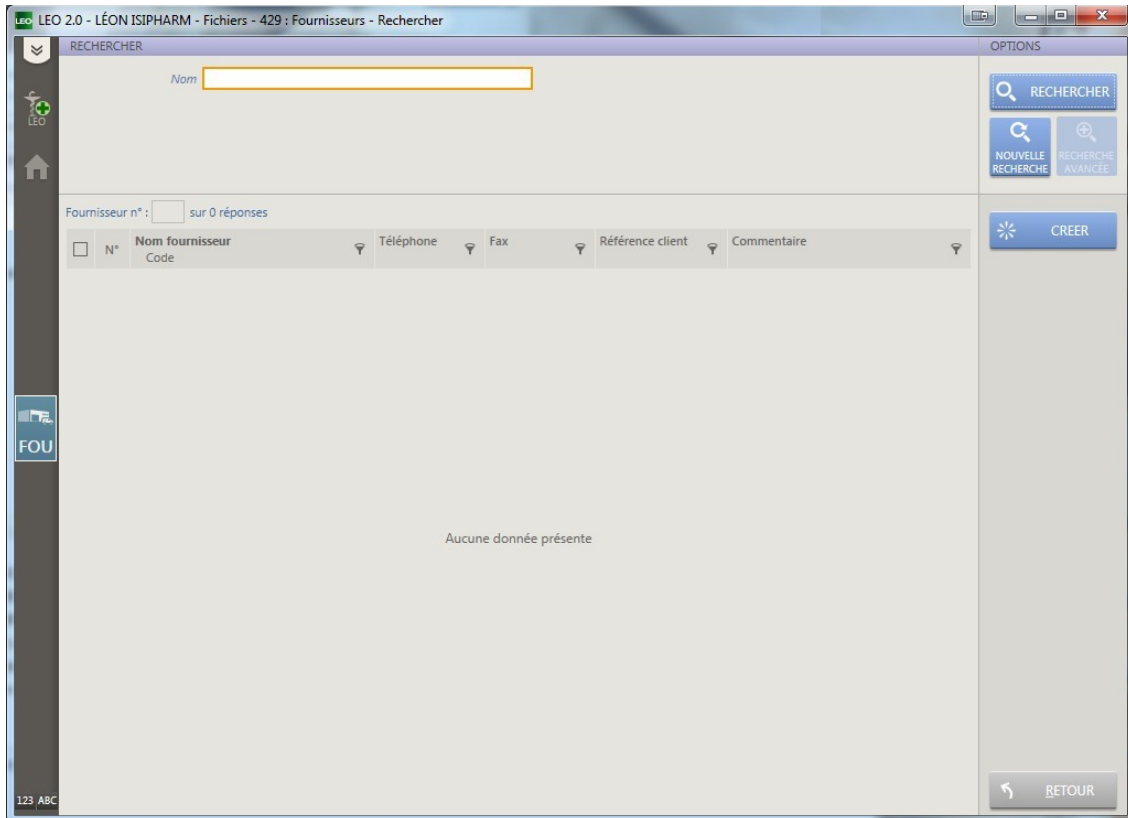 LEO LEO 2.0 - LÉON ISIPHARM - Fichiers - 429 : Fournisseurs - Rechercher
RECHERCHER
OPTIONS
Nom
RECHERCHER
LEO
NOUVELLE
RECHERCHE
RECHERCHE
AVANCÉE
Fournisseur n° : sur 0 réponses
CREER
N° Nom fournisseur Téléphone Fax Référence client Commentaire
Code
FOU
Aucune donnée présente
RETOUR
123 ABC